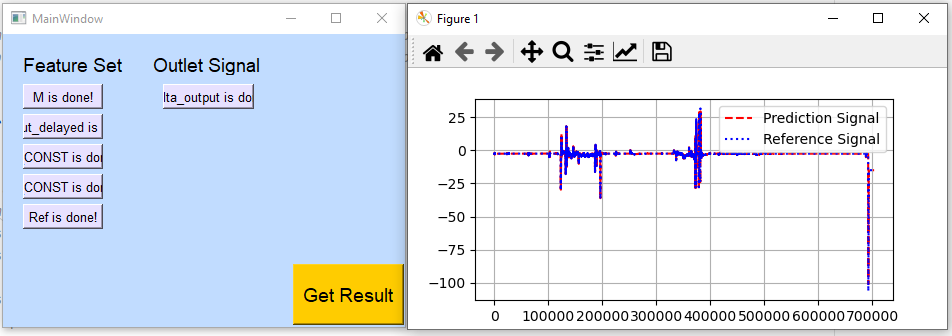 MainWindow
Feature Set
Outlet Signal
M is done!
lta_output is do
ut_delayed is
CONST is don
CONST is don
Ref is done!
Get Result
Figure 1
Prediction Signal
Reference Signal
25
0
−25
−50
−75
−100
0 100000 200000 300000 400000 500000 600000 700000